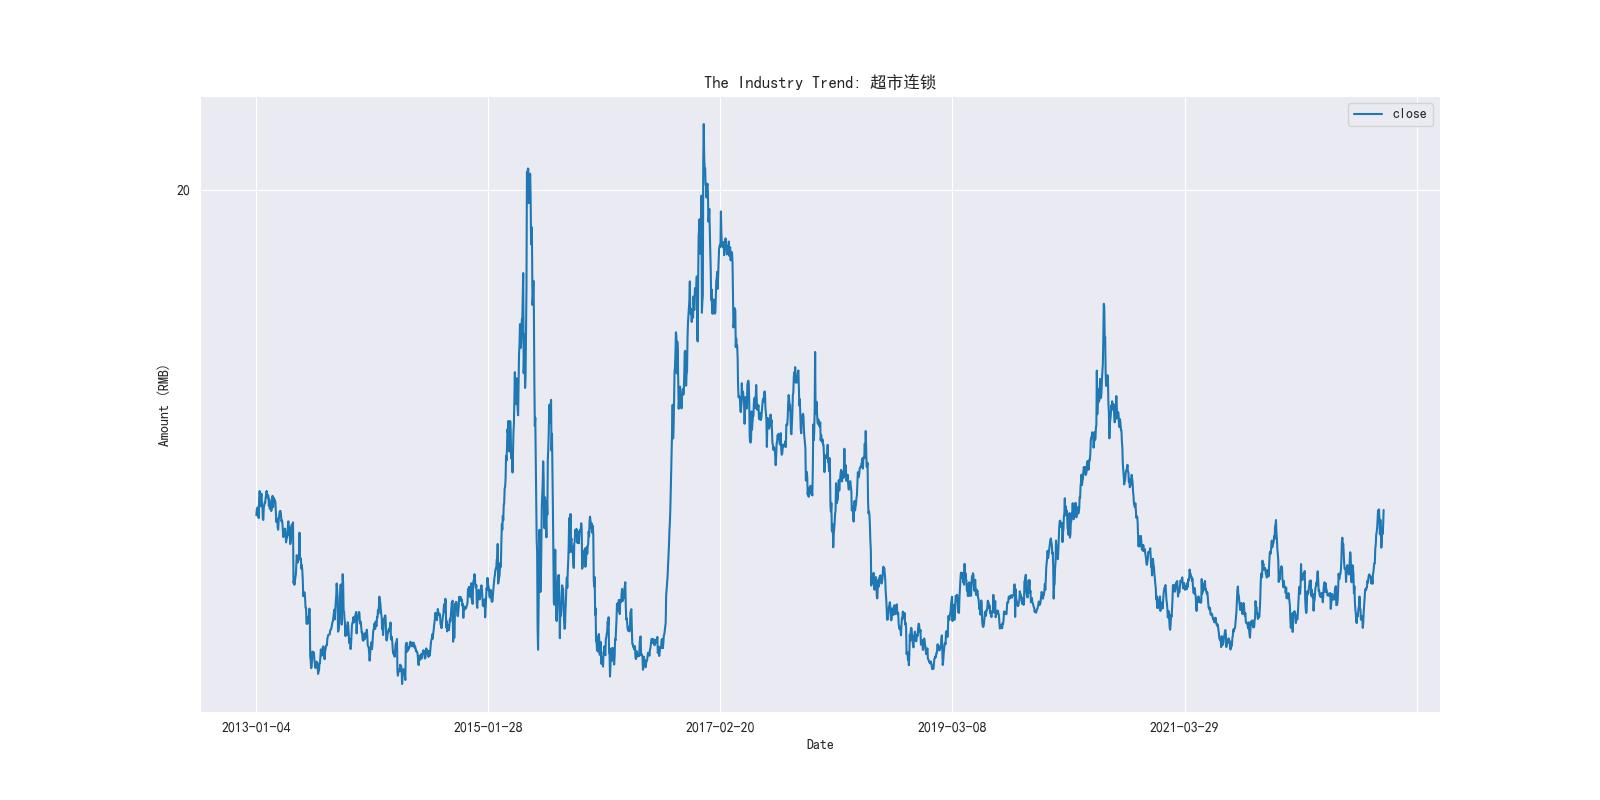 The Industry Trend: 超市连锁
close
20
Amount (RMB)
2013-01-04
2015-01-28
2017-02-20
2019-03-08
2021-03-29
Date